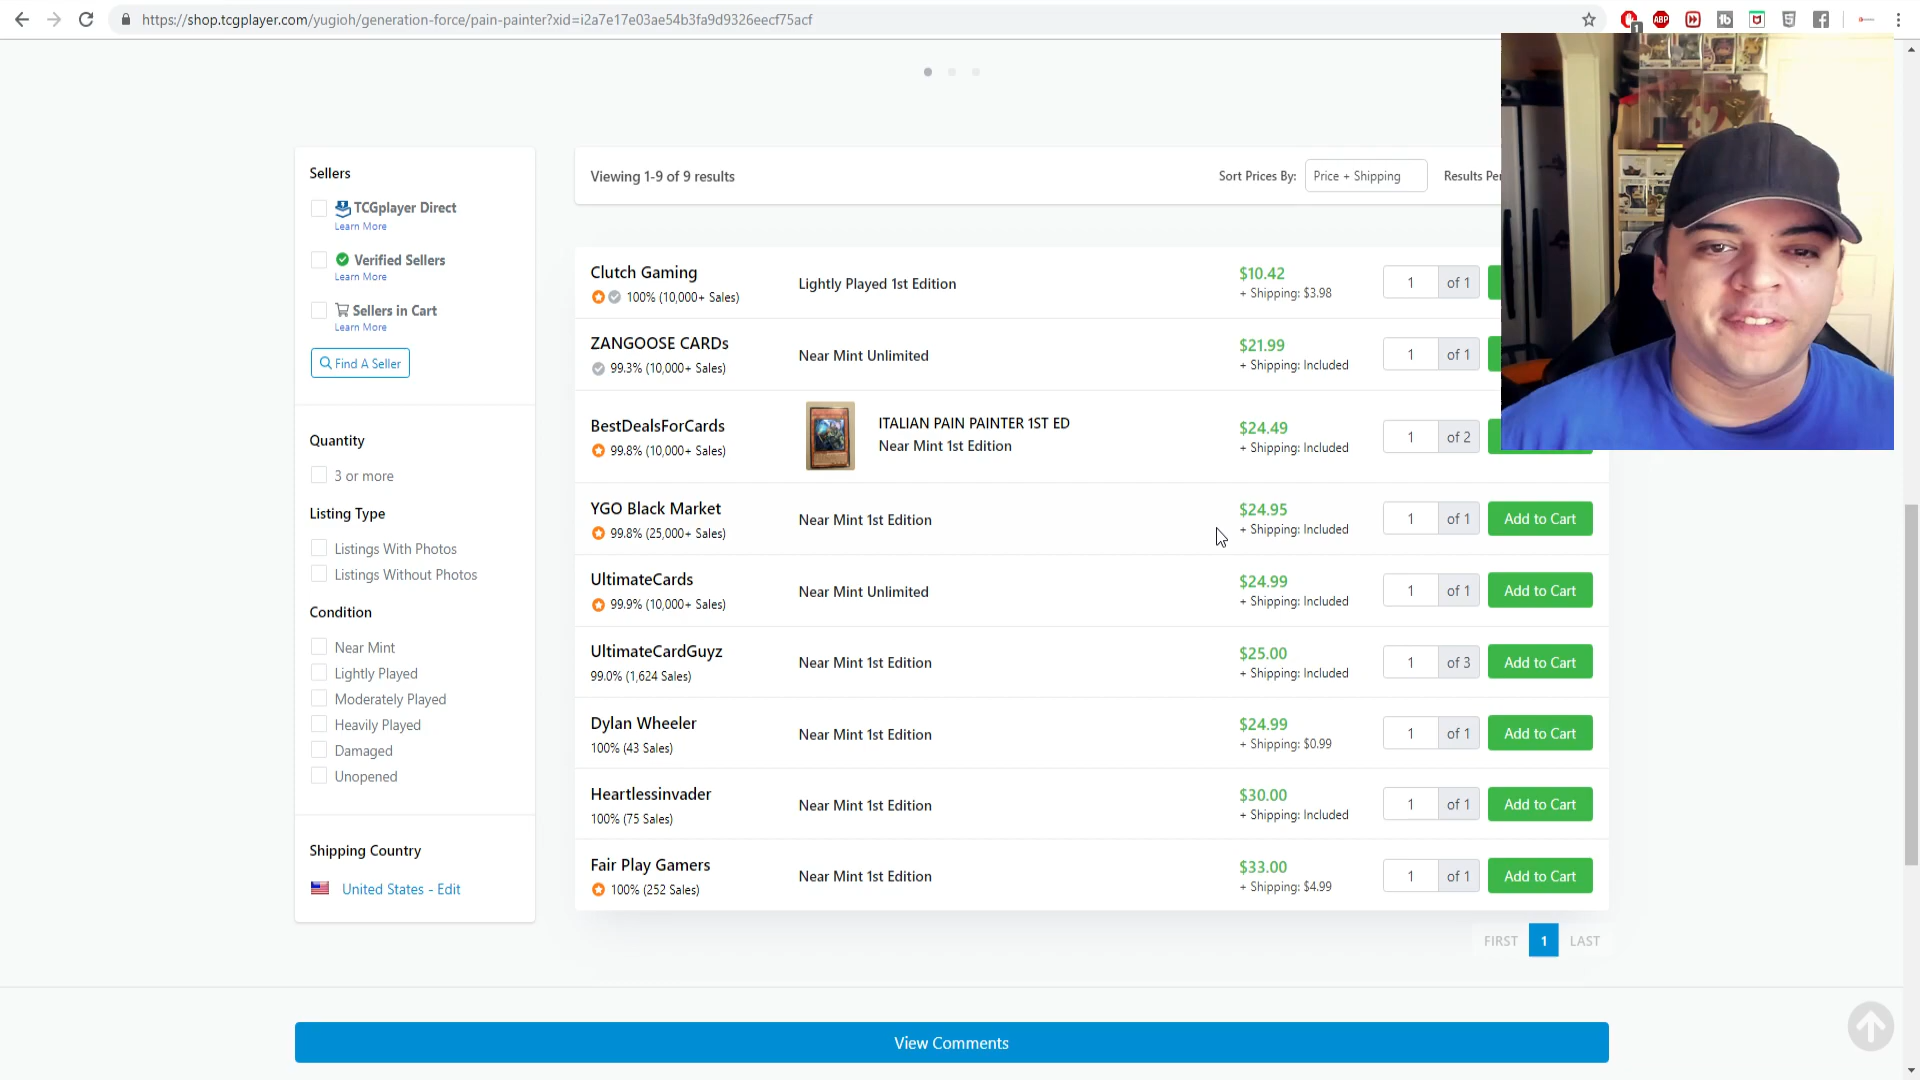 https://shop.tcgplayer.com/yugioh/generation-force/pain-painter?xid=i2a7e17e03ae54b3fa9d9326eecf75acf
1
ABP
Sellers
TCGplayer Direct
Learn More
Verified Sellers
Learn More
Sellers in Cart
Learn More
Find A Seller
Quantity
3 or more
Listing Type
Listings With Photos
Listings Without Photos
Condition
Near Mint
Lightly Played
Moderately Played
Heavily Played
Damaged
Unopened
Shipping Country
United States - Edit
Viewing 1-9 of 9 results
Sort Prices By: Price + Shipping Results Per
Clutch Gaming
100% (10,000+ Sales)
Lightly Played 1st Edition
$10.42
+ Shipping: $3.98
1 of 1
ZANGOOSE CARDs
99.3% (10,000+ Sales)
Near Mint Unlimited
$21.99
+ Shipping: Included
1 of 1
BestDealsForCards
99.8% (10,000+ Sales)
ITALIAN PAIN PAINTER 1ST ED
Near Mint 1st Edition
$24.49
+ Shipping: Included
1 of 2
YGO Black Market
99.8% (25,000+ Sales)
Near Mint 1st Edition
$24.95
+ Shipping: Included
1 of 1 Add to Cart
UltimateCards
99.9% (10,000+ Sales)
Near Mint Unlimited
$24.99
+ Shipping: Included
1 of 1 Add to Cart
UltimateCardGuyz
99.0% (1,624 Sales)
Near Mint 1st Edition
$25.00
+ Shipping: Included
1 of 3 Add to Cart
Dylan Wheeler
100% (43 Sales)
Near Mint 1st Edition
$24.99
+ Shipping: $0.99
1 of 1 Add to Cart
Heartlessinvader
100% (75 Sales)
Near Mint 1st Edition
$30.00
+ Shipping: Included
1 of 1 Add to Cart
Fair Play Gamers
100% (252 Sales)
Near Mint 1st Edition
$33.00
+ Shipping: $4.99
1 of 1 Add to Cart
FIRST 1 LAST
View Comments